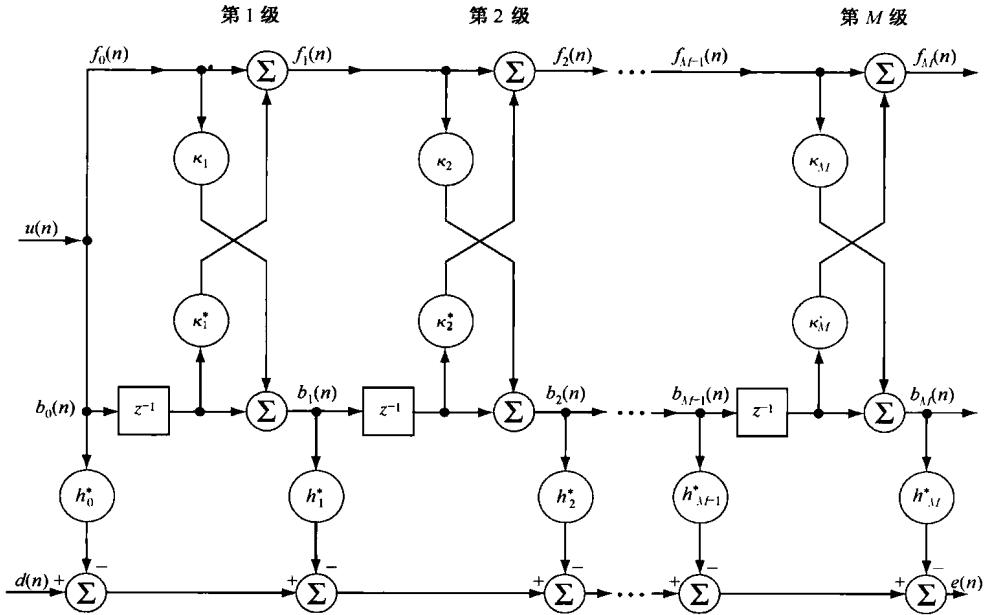 第 1 级 第 2 级 第 M 级
f₀(n) f₁(n) f₂(n) ··· f_{M−1}(n) f_M(n)
Σ Σ Σ
κ₁ κ₂ κ_M
u(n)
κ₁* κ₂* κ_M*
b₀(n) z⁻¹ Σ b₁(n) z⁻¹ Σ b₂(n) ··· b_{M−1}(n) z⁻¹ Σ b_M(n)
h₀* h₁* h₂* h*_{M−1} h*_M
d(n) + − Σ + − Σ + − Σ ··· + − Σ + − Σ e(n)